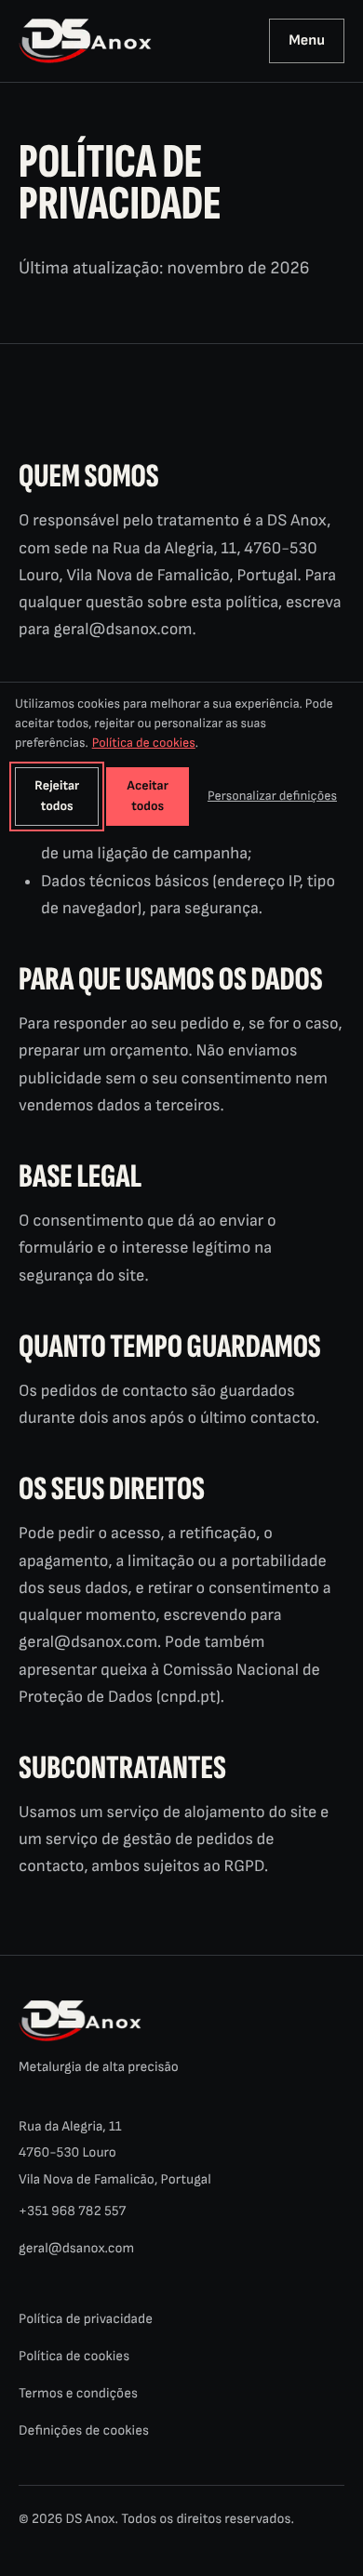 DS Anox
Menu
POLÍTICA DE
PRIVACIDADE
Última atualização: novembro de 2026
QUEM SOMOS
O responsável pelo tratamento é a DS Anox,
com sede na Rua da Alegria, 11, 4760-530
Louro, Vila Nova de Famalicão, Portugal. Para
qualquer questão sobre esta política, escreva
para geral@dsanox.com.
Utilizamos cookies para melhorar a sua experiência. Pode
aceitar todos, rejeitar ou personalizar as suas
preferências. Política de cookies.
Rejeitar
todos
Aceitar
todos
Personalizar definições
de uma ligação de campanha;
• Dados técnicos básicos (endereço IP, tipo
de navegador), para segurança.
PARA QUE USAMOS OS DADOS
Para responder ao seu pedido e, se for o caso,
preparar um orçamento. Não enviamos
publicidade sem o seu consentimento nem
vendemos dados a terceiros.
BASE LEGAL
O consentimento que dá ao enviar o
formulário e o interesse legítimo na
segurança do site.
QUANTO TEMPO GUARDAMOS
Os pedidos de contacto são guardados
durante dois anos após o último contacto.
OS SEUS DIREITOS
Pode pedir o acesso, a retificação, o
apagamento, a limitação ou a portabilidade
dos seus dados, e retirar o consentimento a
qualquer momento, escrevendo para
geral@dsanox.com. Pode também
apresentar queixa à Comissão Nacional de
Proteção de Dados (cnpd.pt).
SUBCONTRATANTES
Usamos um serviço de alojamento do site e
um serviço de gestão de pedidos de
contacto, ambos sujeitos ao RGPD.
DS Anox
Metalurgia de alta precisão
Rua da Alegria, 11
4760-530 Louro
Vila Nova de Famalicão, Portugal
+351 968 782 557
geral@dsanox.com
Política de privacidade
Política de cookies
Termos e condições
Definições de cookies
© 2026 DS Anox. Todos os direitos reservados.